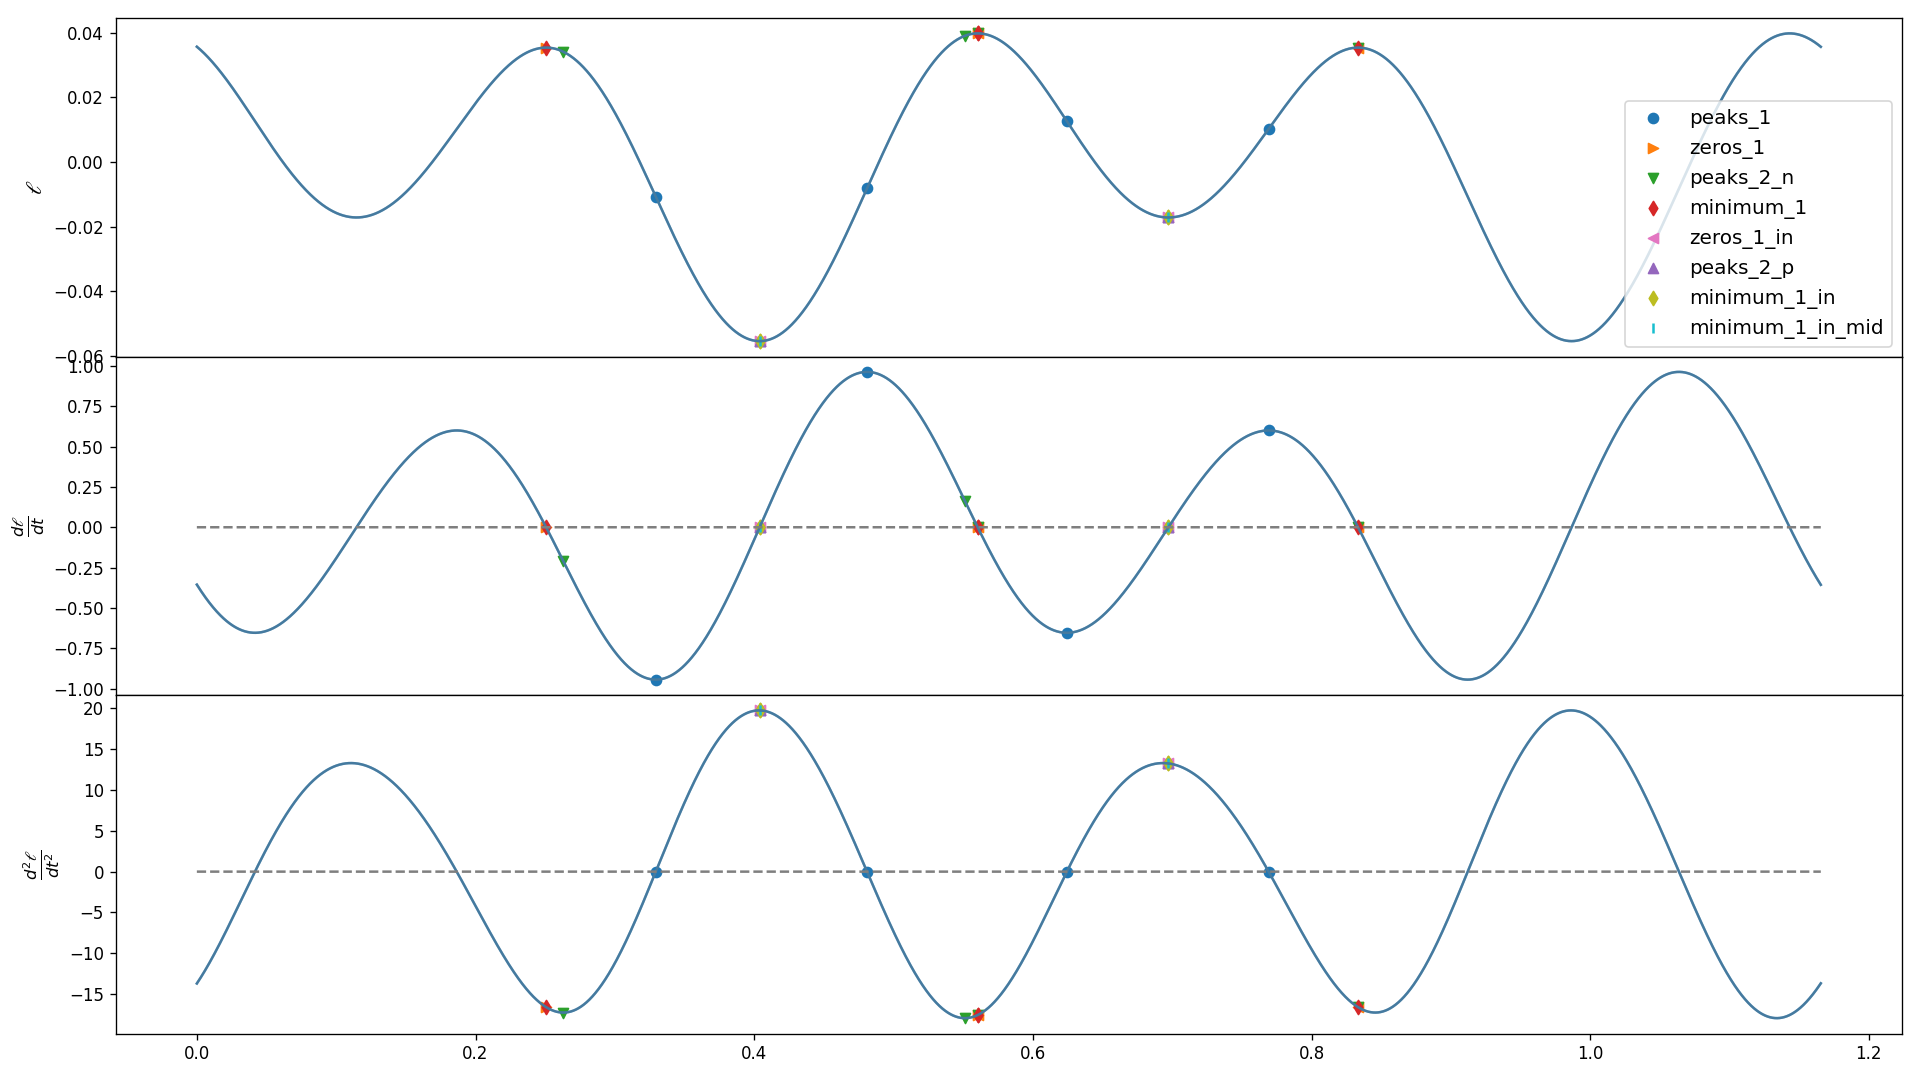 0.04
0.02
0.00
−0.02
−0.04
−0.06
ℓ
peaks_1
zeros_1
peaks_2_n
minimum_1
zeros_1_in
peaks_2_p
minimum_1_in
minimum_1_in_mid
1.00
0.75
0.50
0.25
0.00
−0.25
−0.50
−0.75
−1.00
dℓ/dt
20
15
10
5
0
−5
−10
−15
d²ℓ/dt²
0.0 0.2 0.4 0.6 0.8 1.0 1.2